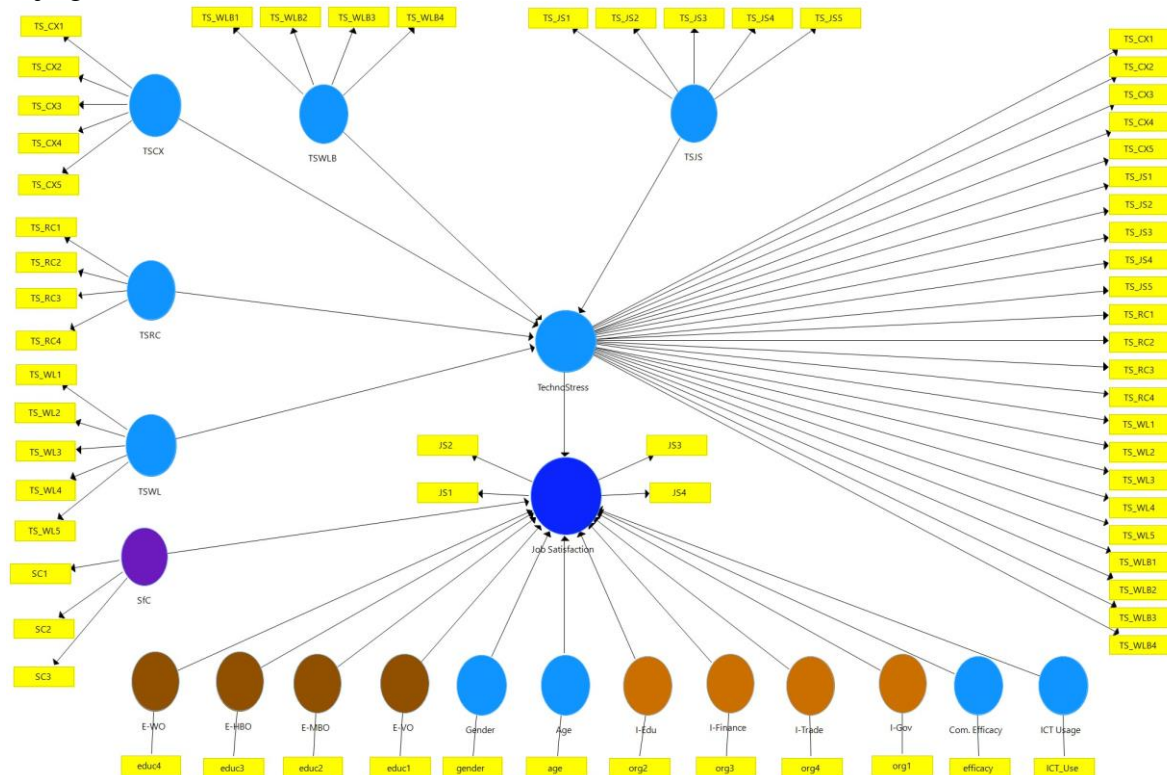 TS_CX1
TS_CX2
TS_CX3
TS_CX4
TS_CX5
TSCX
TS_WLB1
TS_WLB2
TS_WLB3
TS_WLB4
TSWLB
TS_JS1
TS_JS2
TS_JS3
TS_JS4
TS_JS5
TSJS
TS_RC1
TS_RC2
TS_RC3
TS_RC4
TSRC
TS_WL1
TS_WL2
TS_WL3
TS_WL4
TS_WL5
TSWL
TechnoStress
TS_CX1
TS_CX2
TS_CX3
TS_CX4
TS_CX5
TS_JS1
TS_JS2
TS_JS3
TS_JS4
TS_JS5
TS_RC1
TS_RC2
TS_RC3
TS_RC4
TS_WL1
TS_WL2
TS_WL3
TS_WL4
TS_WL5
TS_WLB1
TS_WLB2
TS_WLB3
TS_WLB4
JS2
JS3
JS1
JS4
Job Satisfaction
SfC
SC1
SC2
SC3
E-WO
E-HBO
E-MBO
E-VO
Gender
Age
I-Edu
I-Finance
I-Trade
I-Gov
Com. Efficacy
ICT Usage
educ4
educ3
educ2
educ1
gender
age
org2
org3
org4
org1
efficacy
ICT_Use